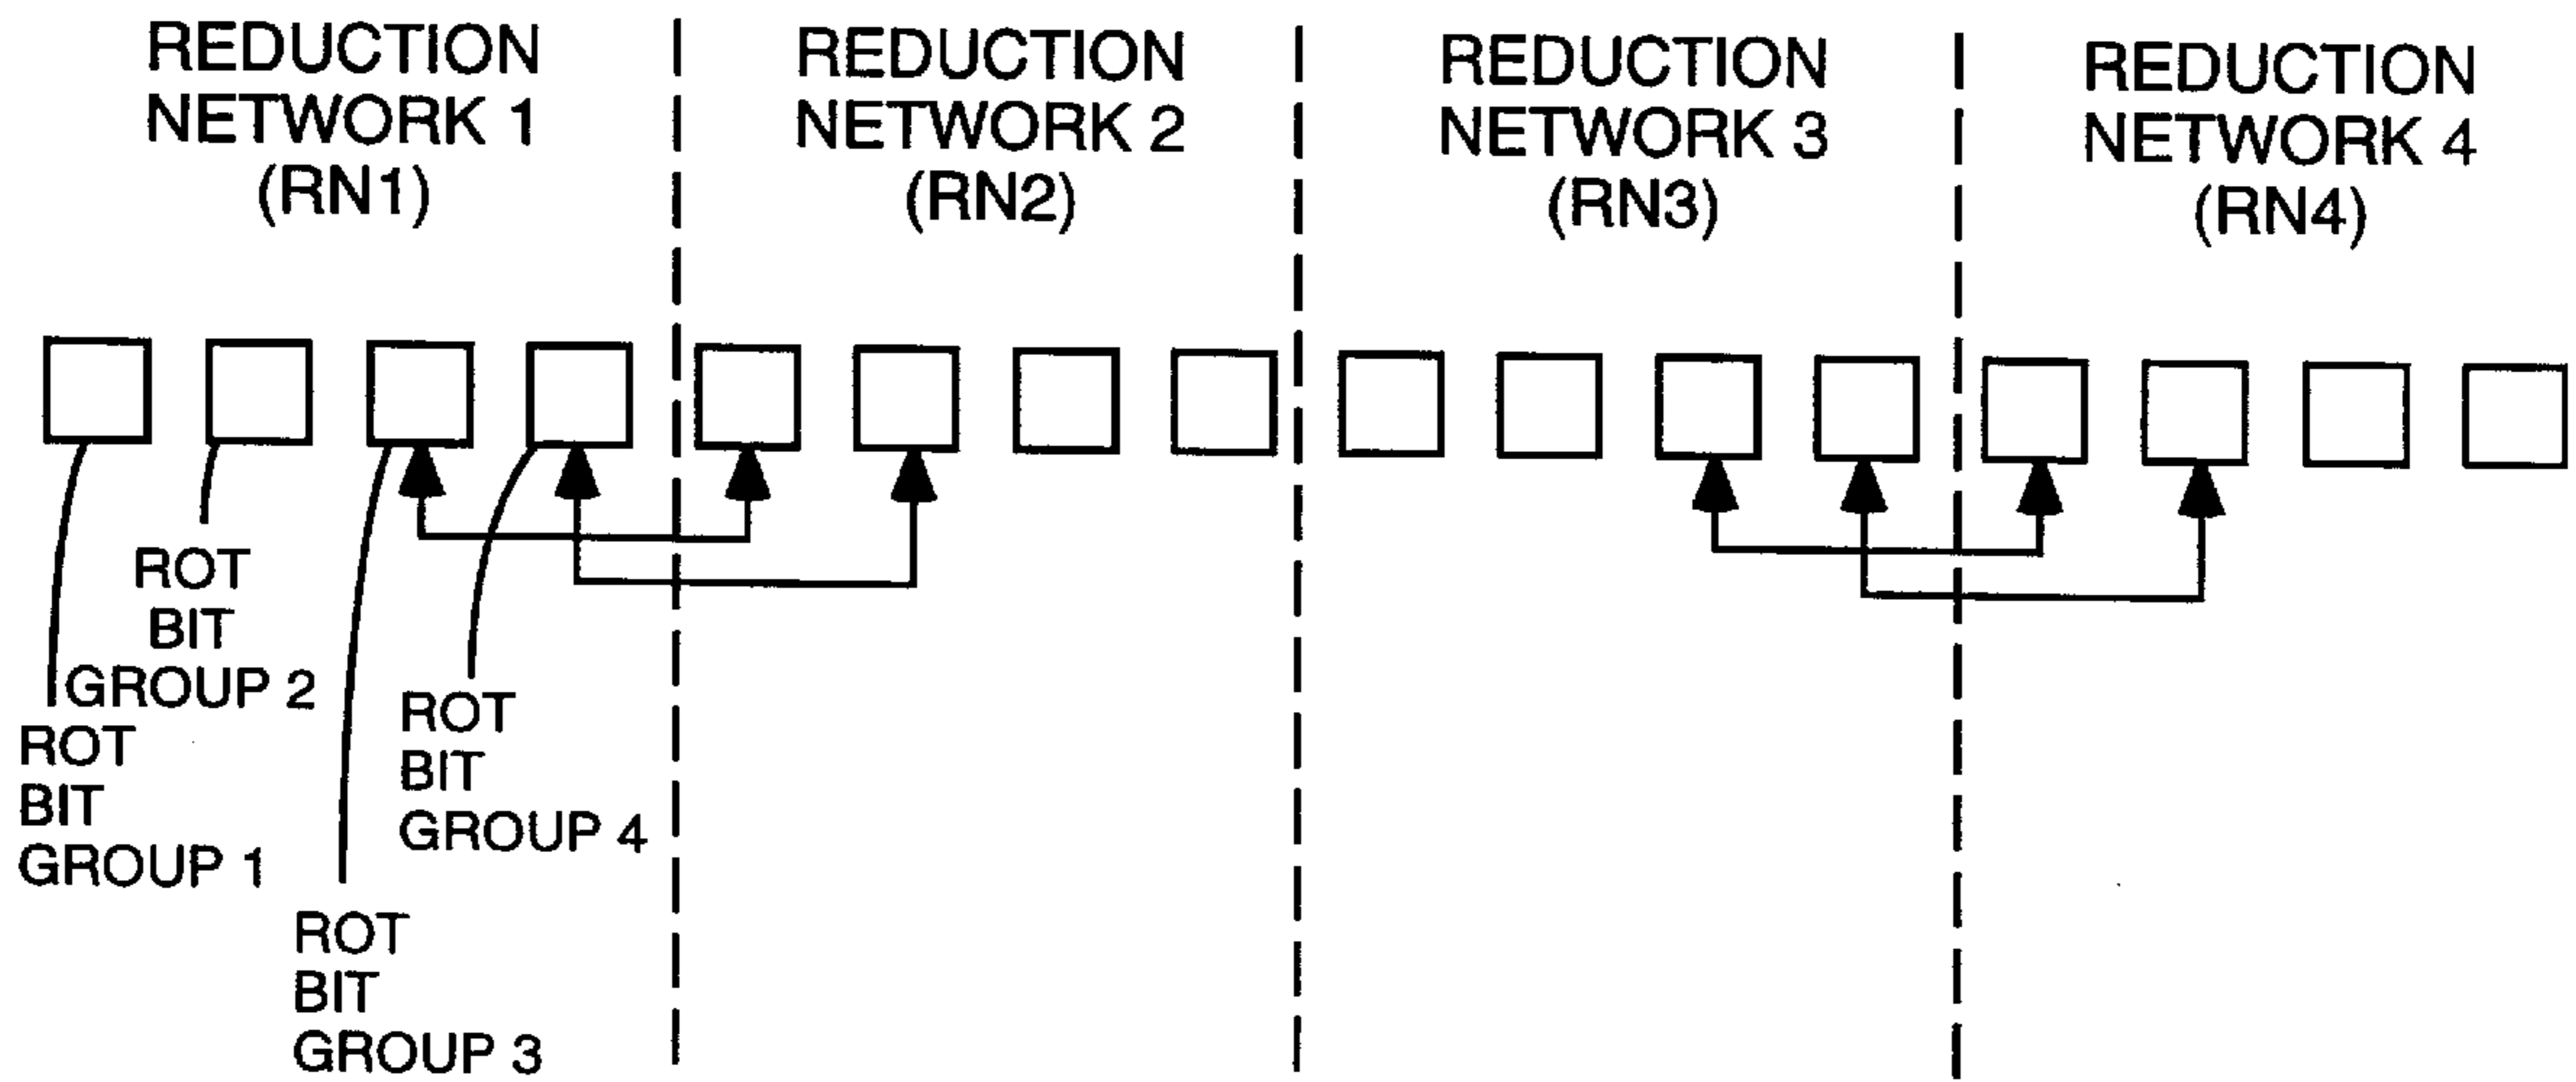 REDUCTION
NETWORK 1
(RN1)
REDUCTION
NETWORK 2
(RN2)
REDUCTION
NETWORK 3
(RN3)
REDUCTION
NETWORK 4
(RN4)
ROT
BIT
GROUP 2
ROT
BIT
GROUP 1
ROT
BIT
GROUP 4
ROT
BIT
GROUP 3